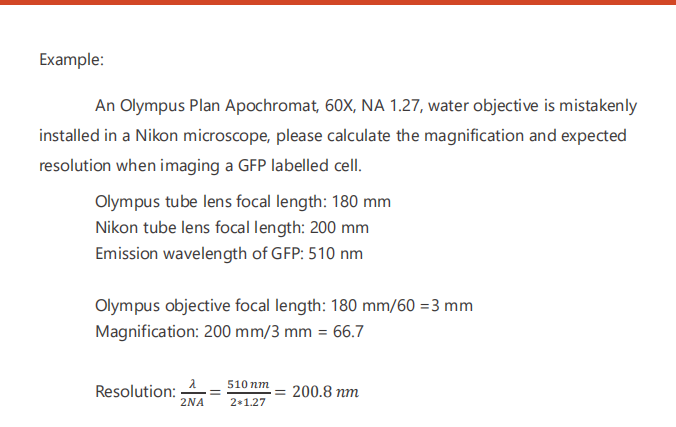 Example:
An Olympus Plan Apochromat, 60X, NA 1.27, water objective is mistakenly
installed in a Nikon microscope, please calculate the magnification and expected
resolution when imaging a GFP labelled cell.
Olympus tube lens focal length: 180 mm
Nikon tube lens focal length: 200 mm
Emission wavelength of GFP: 510 nm
Olympus objective focal length: 180 mm/60 =3 mm
Magnification: 200 mm/3 mm = 66.7
Resolution: λ/2NA = 510 nm/2*1.27 = 200.8 nm